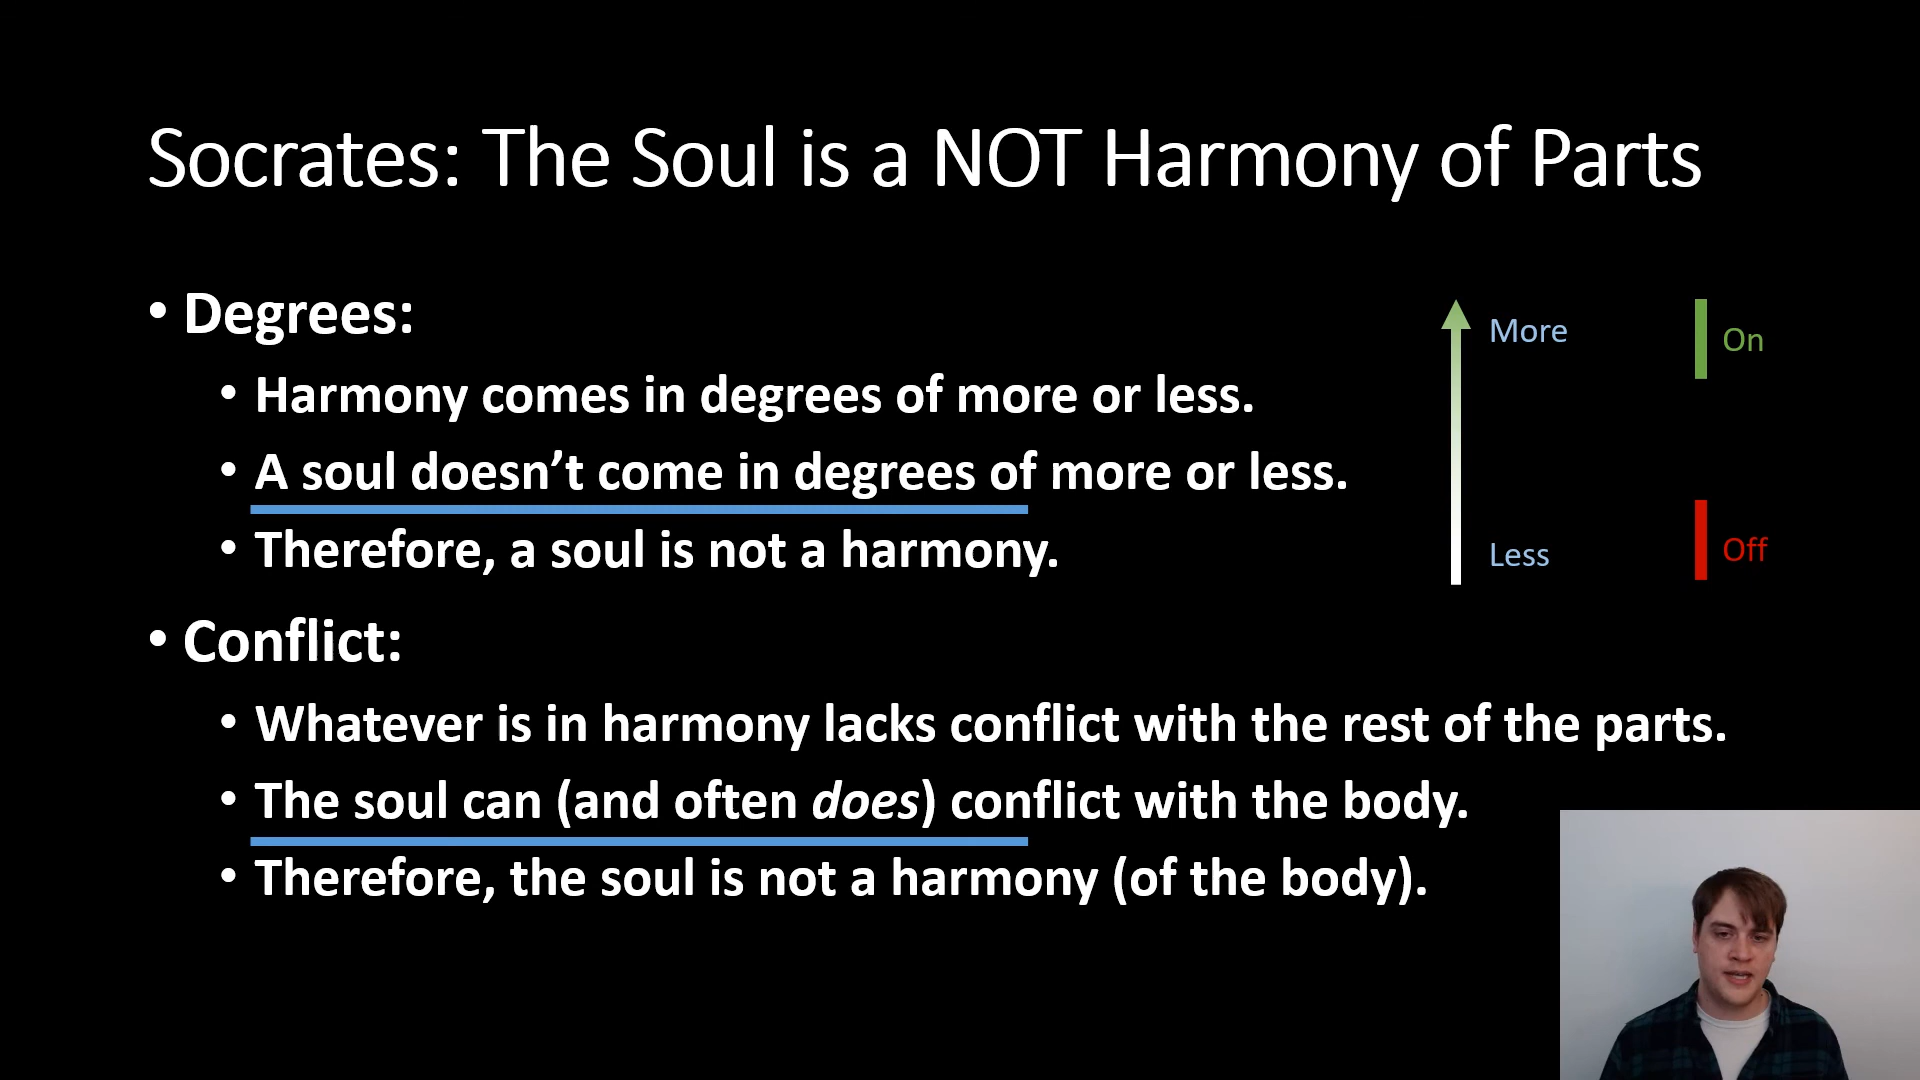 Socrates: The Soul is a NOT Harmony of Parts
• Degrees:
• Harmony comes in degrees of more or less.
• A soul doesn’t come in degrees of more or less.
• Therefore, a soul is not a harmony.
More
Less
On
Off
• Conflict:
• Whatever is in harmony lacks conflict with the rest of the parts.
• The soul can (and often does) conflict with the body.
• Therefore, the soul is not a harmony (of the body).